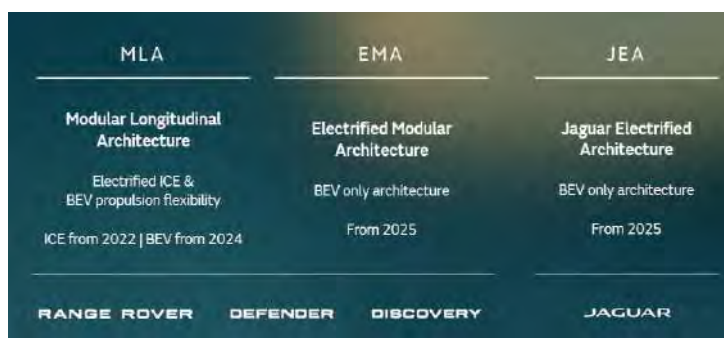 MLA
Modular Longitudinal
Architecture
Electrified ICE &
BEV propulsion flexibility
ICE from 2022 | BEV from 2024
EMA
Electrified Modular
Architecture
BEV only architecture
From 2025
JEA
Jaguar Electrified
Architecture
BEV only architecture
From 2025
RANGE ROVER DEFENDER DISCOVERY
JAGUAR